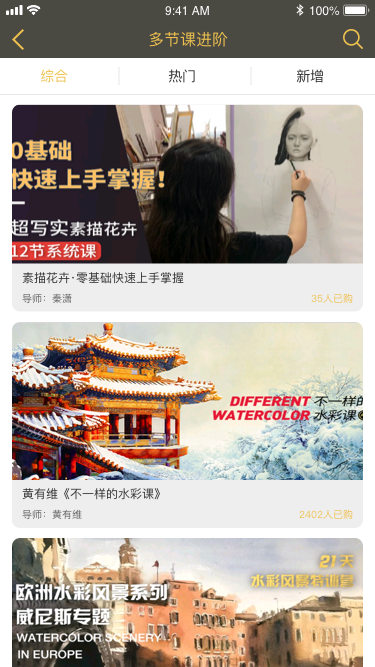 9:41 AM
100%
多节课进阶
综合
热门
新增
0基础
快速上手掌握!
超写实素描花卉
12节系统课
素描花卉·零基础快速上手掌握
导师：秦潇
35人已购
DIFFERENT 不一样的
WATERCOLOR 水彩课
黄有维《不一样的水彩课》
导师：黄有维
2402人已购
21天
水彩风景特训营
欧洲水彩风景系列
威尼斯专题
WATERCOLOR SCENERY
IN EUROPE